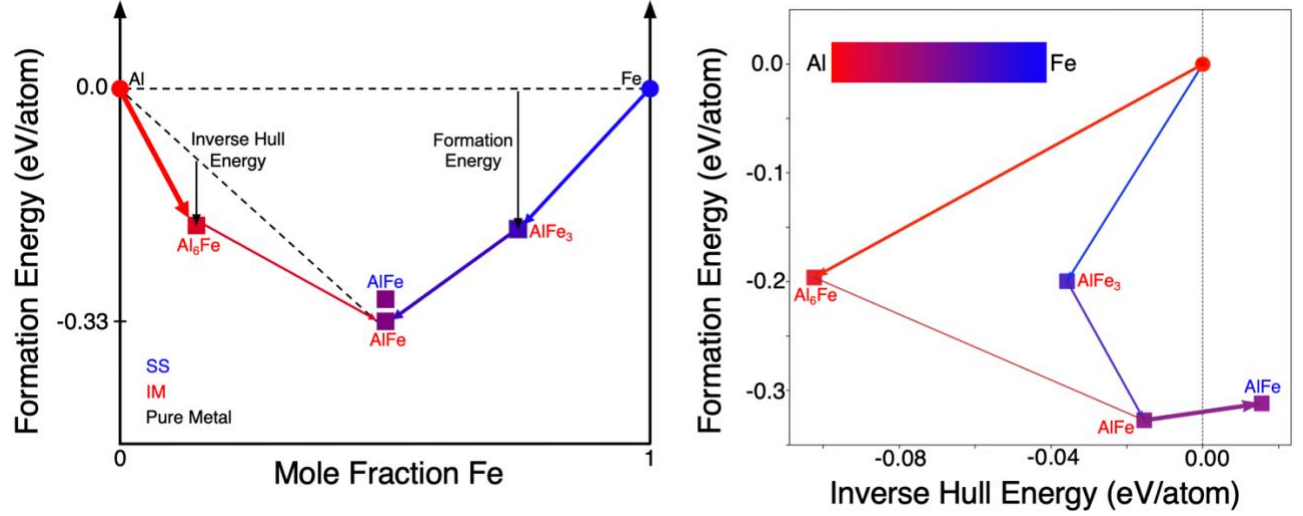 Formation Energy (eV/atom)
0.0
-0.33
Al
Fe
Inverse Hull
Energy
Formation
Energy
Al₆Fe
AlFe₃
AlFe
AlFe
SS
IM
Pure Metal
0
1
Mole Fraction Fe
Formation Energy (eV/atom)
0.0
-0.1
-0.2
-0.3
Al
Fe
Al₆Fe
AlFe₃
AlFe
AlFe
-0.08
-0.04
0.00
Inverse Hull Energy (eV/atom)